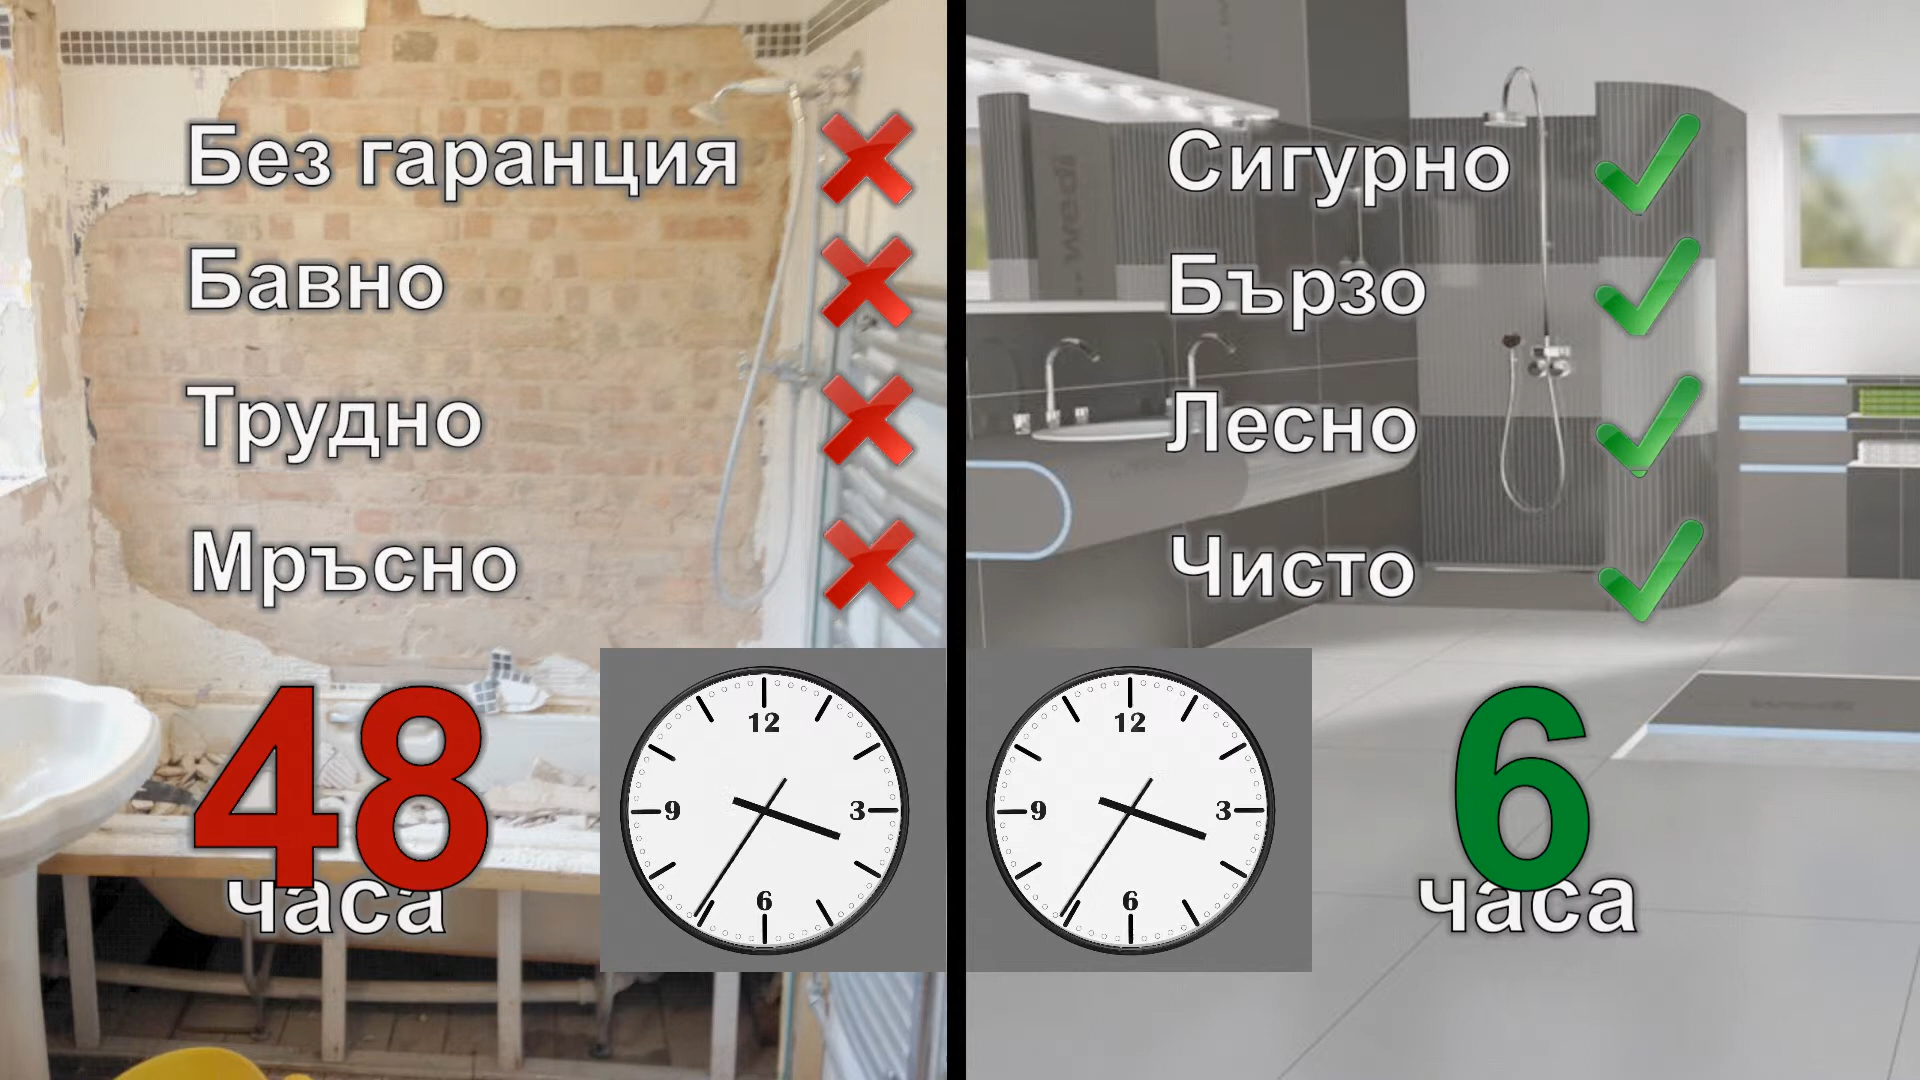 Без гаранция
Бавно
Трудно
Мръсно
48
часа
12
9
3
6
Сигурно
Бързо
Лесно
Чисто
6
часа
12
9
3
6